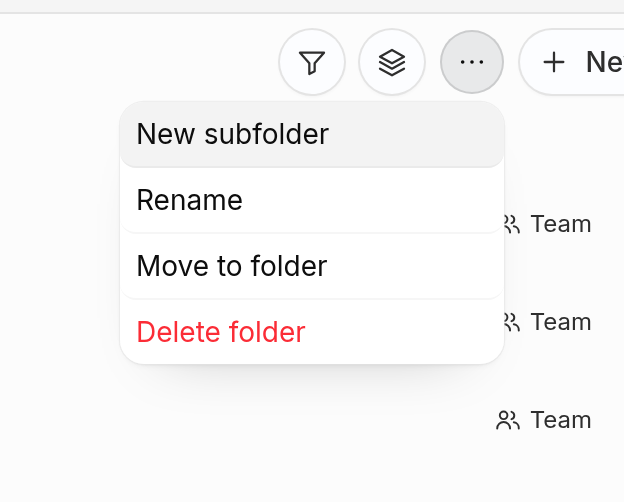 Ne
New subfolder
Rename
Team
Move to folder
Team
Delete folder
Team